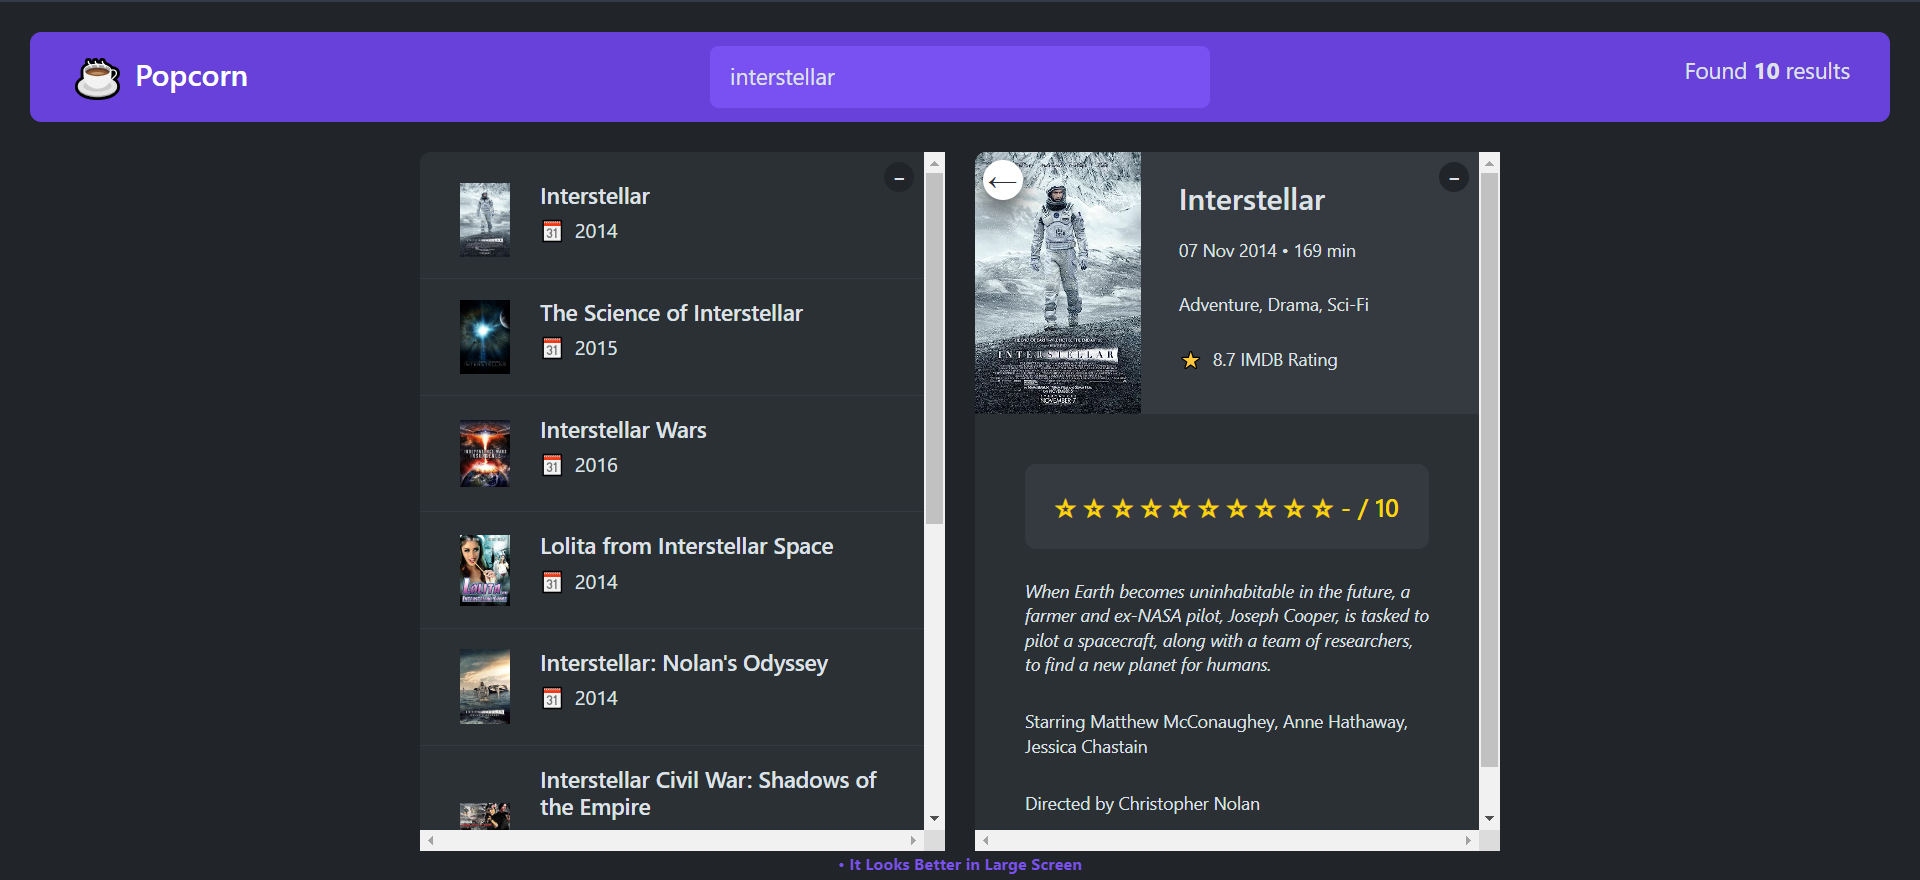 Popcorn
interstellar
Found 10 results
Interstellar
31 2014
The Science of Interstellar
31 2015
Interstellar Wars
31 2016
Lolita from Interstellar Space
31 2014
Interstellar: Nolan's Odyssey
31 2014
Interstellar Civil War: Shadows of
the Empire
INTERSTELLAR
NOVEMBER 7
Interstellar
07 Nov 2014 • 169 min
Adventure, Drama, Sci-Fi
8.7 IMDB Rating
- / 10
When Earth becomes uninhabitable in the future, a
farmer and ex-NASA pilot, Joseph Cooper, is tasked to
pilot a spacecraft, along with a team of researchers,
to find a new planet for humans.
Starring Matthew McConaughey, Anne Hathaway,
Jessica Chastain
Directed by Christopher Nolan
• It Looks Better in Large Screen